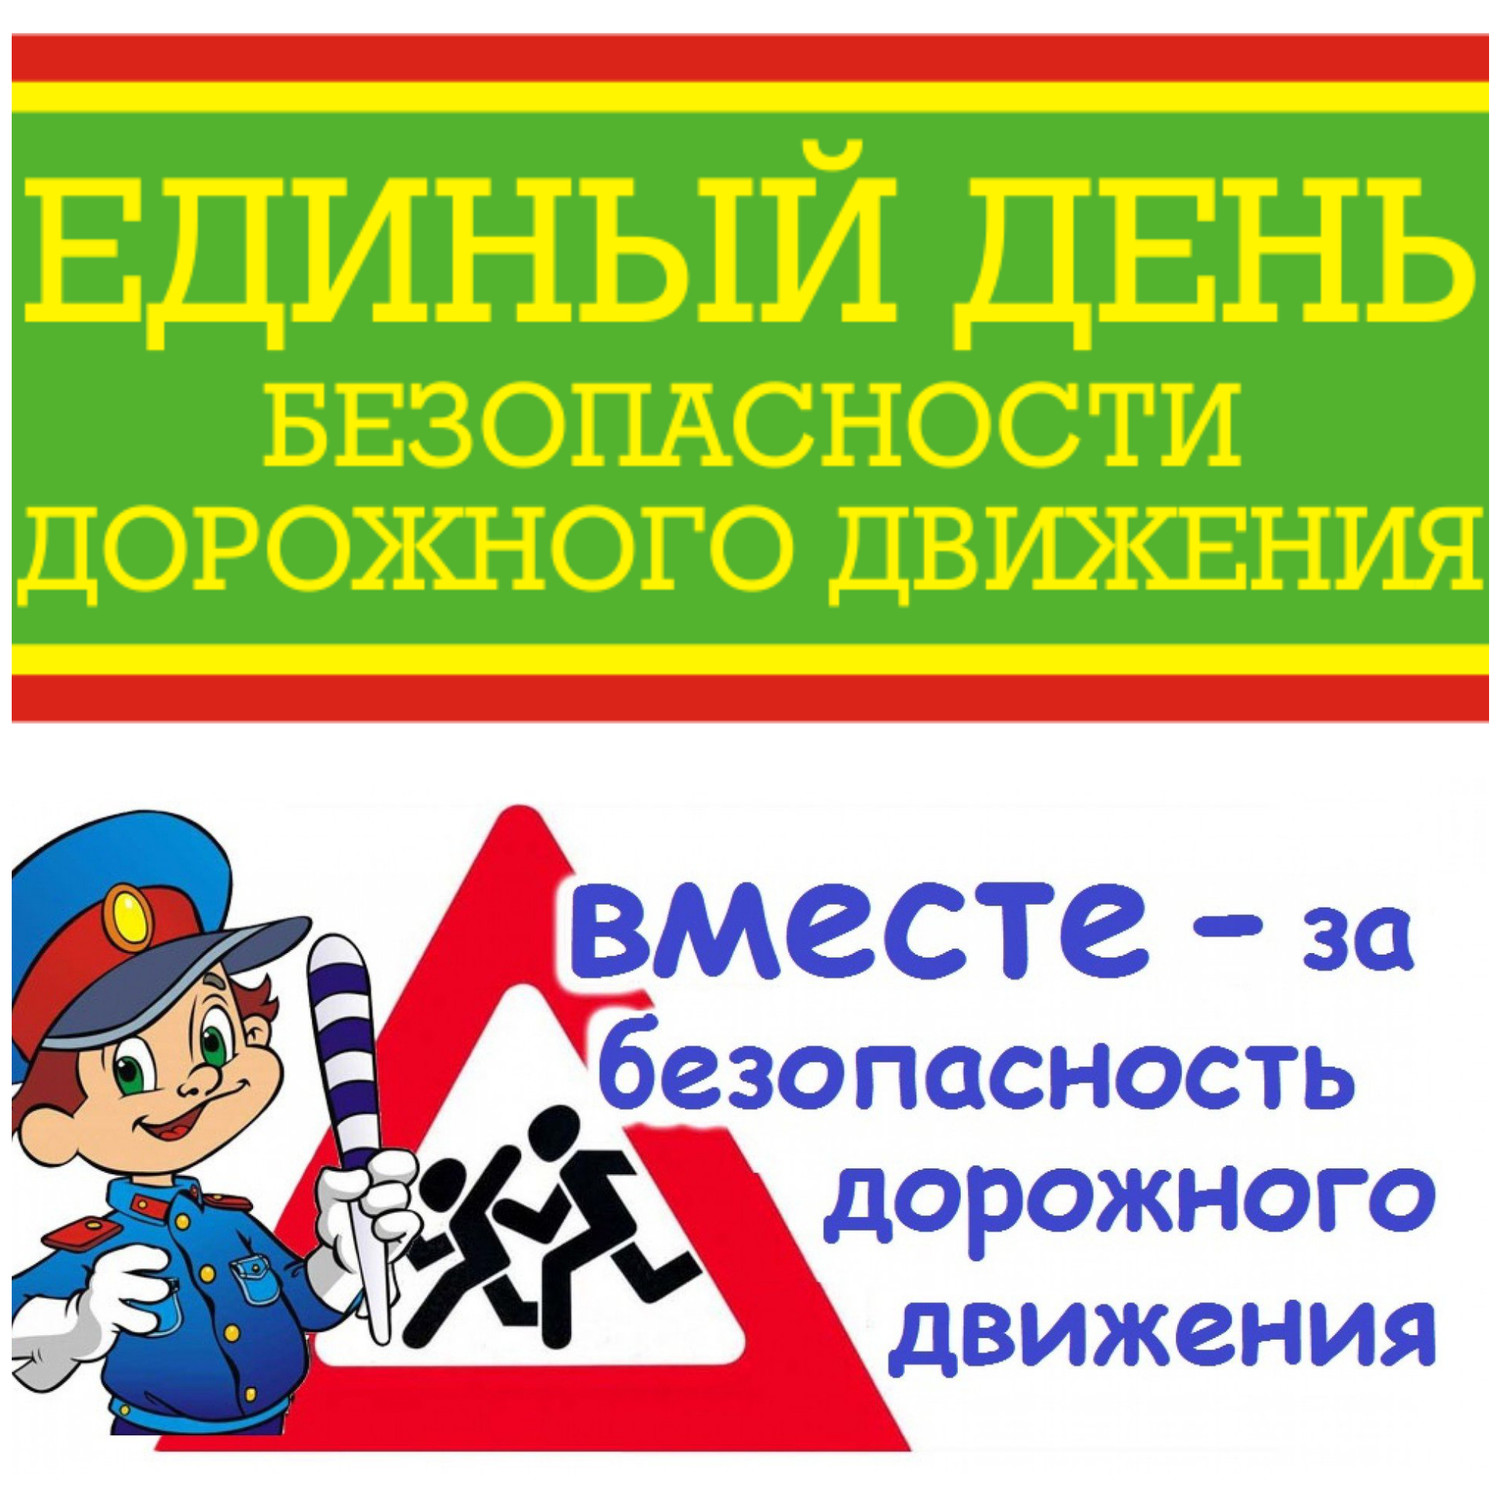 ЕДИНЫЙ ДЕНЬ
БЕЗОПАСНОСТИ
ДОРОЖНОГО ДВИЖЕНИЯ
вместе – за
безопасность
дорожного
движения